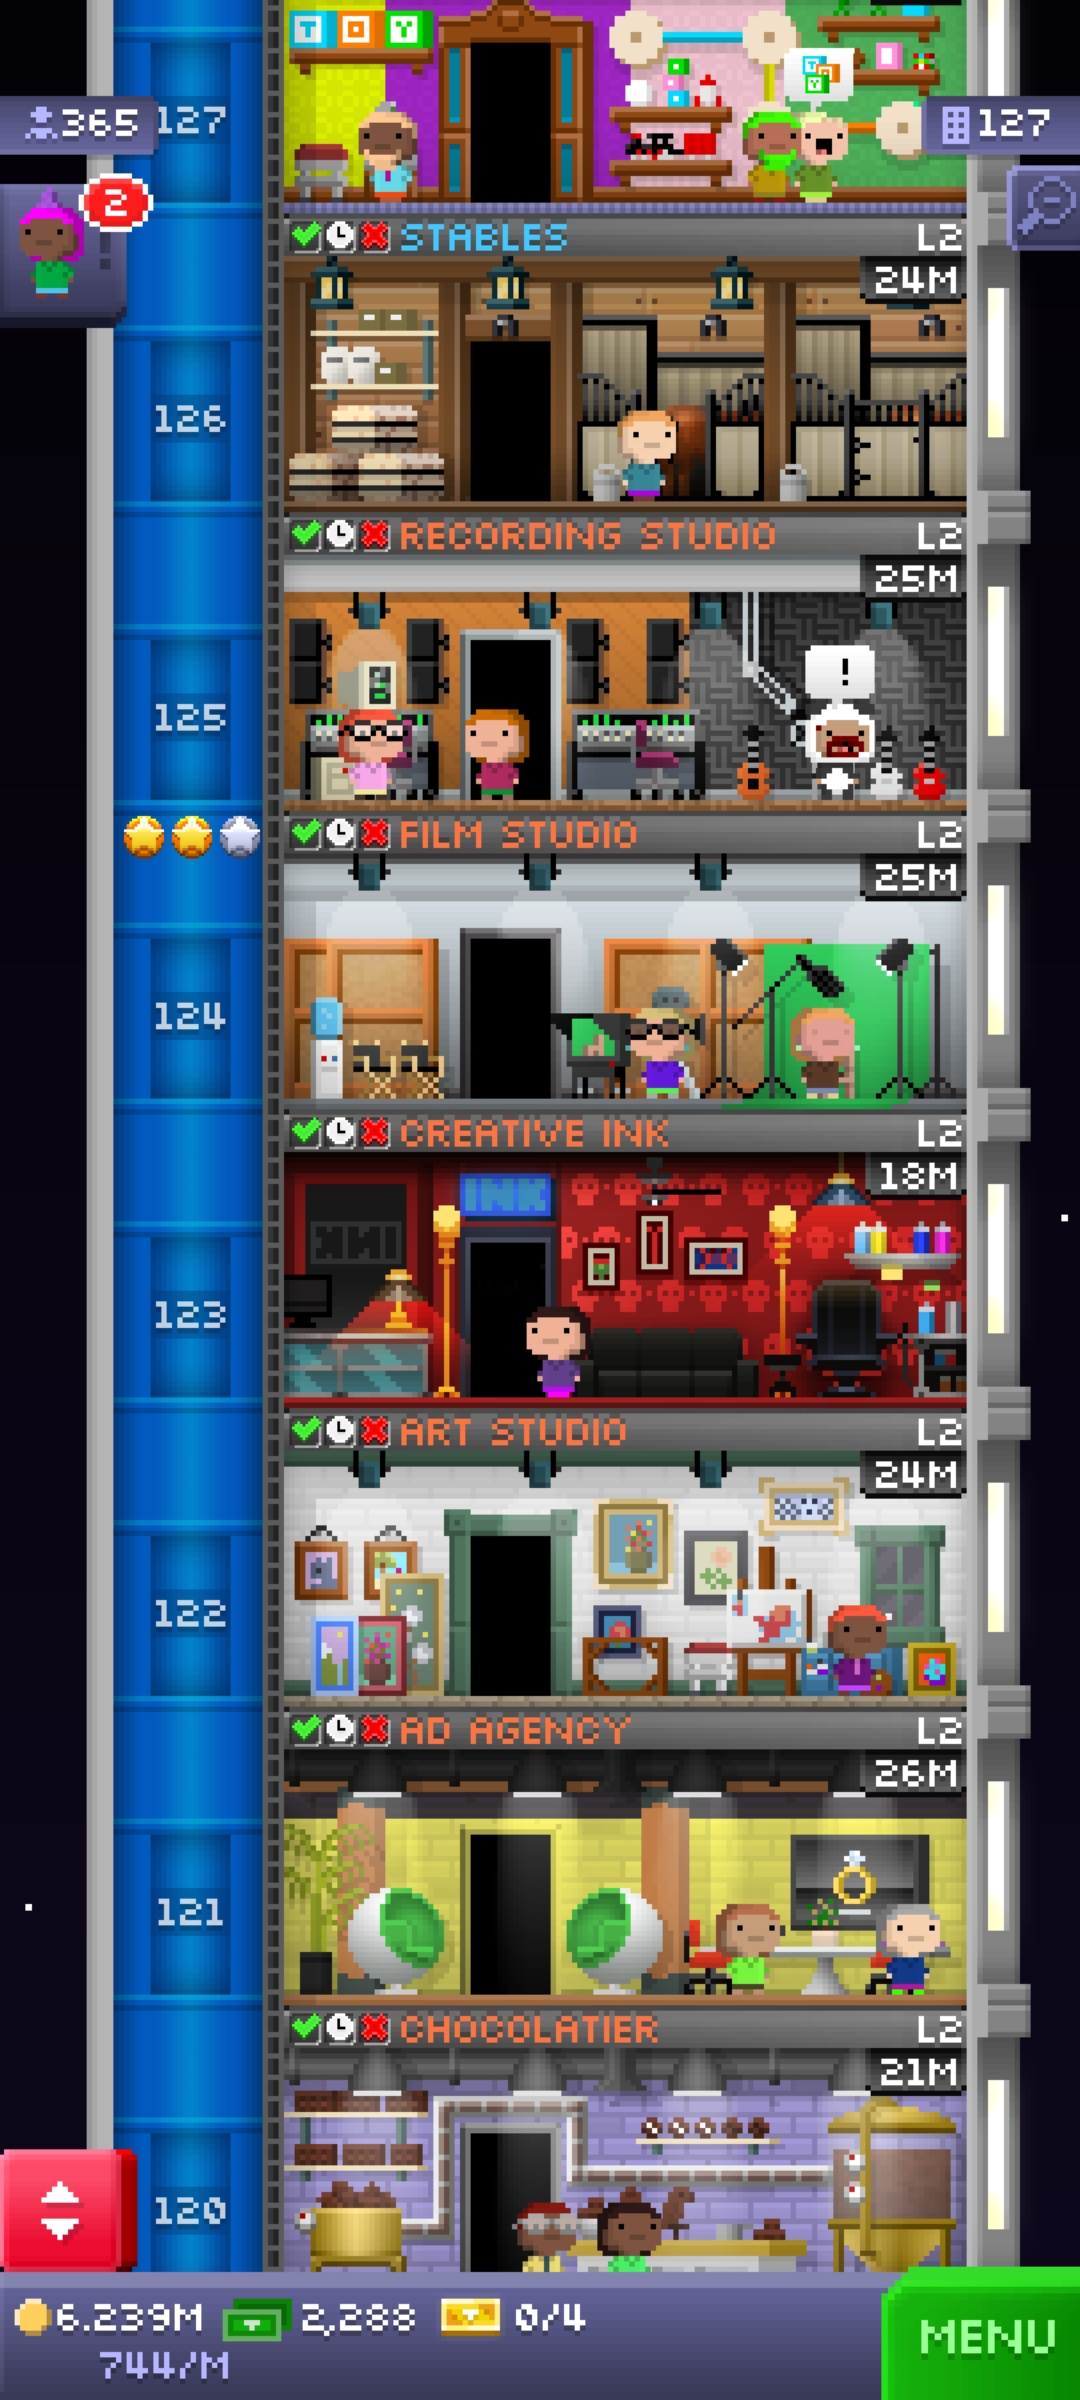 T O Y
365
127
127
2
STABLES L2
24M
126
RECORDING STUDIO L2
25M
!
125
FILM STUDIO L2
25M
124
CREATIVE INK L2
18M
INK
INK
123
ART STUDIO L2
24M
122
AD AGENCY L2
26M
121
CHOCOLATIER L2
21M
120
6.239M 2,288 0/4
744/M
MENU